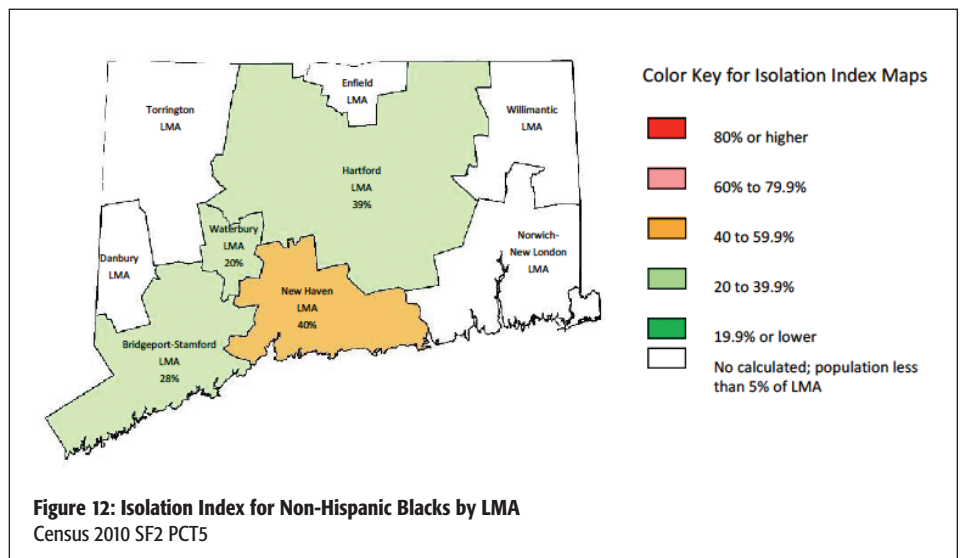 Enfield
LMA
Torrington
LMA
Willimantic
LMA
Hartford
LMA
39%
Waterbury
LMA
20%
Danbury
LMA
Norwich-
New London
LMA
New Haven
LMA
40%
Bridgeport-Stamford
LMA
28%
Color Key for Isolation Index Maps
80% or higher
60% to 79.9%
40 to 59.9%
20 to 39.9%
19.9% or lower
No calculated; population less
than 5% of LMA
Figure 12: Isolation Index for Non-Hispanic Blacks by LMA
Census 2010 SF2 PCT5